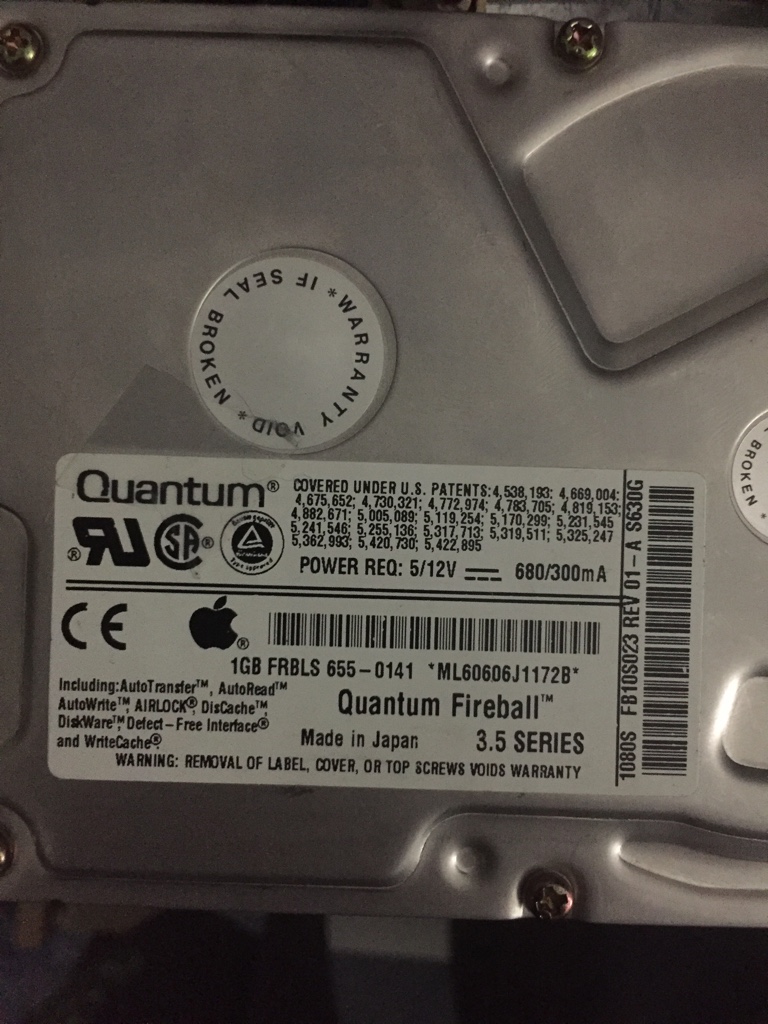 * WARRANTY VOID * IF SEAL BROKEN
BROKEN
Quantum®
COVERED UNDER U.S. PATENTS: 4,538,193; 4,669,004;
4,675,652; 4,730,321; 4,772,974; 4,783,705; 4,819,153;
4,882,671; 5,005,089; 5,119,254; 5,170,299; 5,231,545
5,241,546; 5,255,136; 5,317,713; 5,319,511; 5,325,247
5,362,993; 5,420,730; 5,422,895
POWER REQ: 5/12V 680/300mA
SA®
Type approved
CE
®
1GB FRBLS 655-0141 *ML60606J1172B*
Including: AutoTransfer™, AutoRead™
AutoWrite™, AIRLOCK®, DisCache™,
DiskWare™, Defect-Free Interface®
and WriteCache®
Quantum Fireball™
Made in Japan 3.5 SERIES
WARNING: REMOVAL OF LABEL, COVER, OR TOP SCREWS VOIDS WARRANTY
1080S FB10S023 REV 01-A S630G